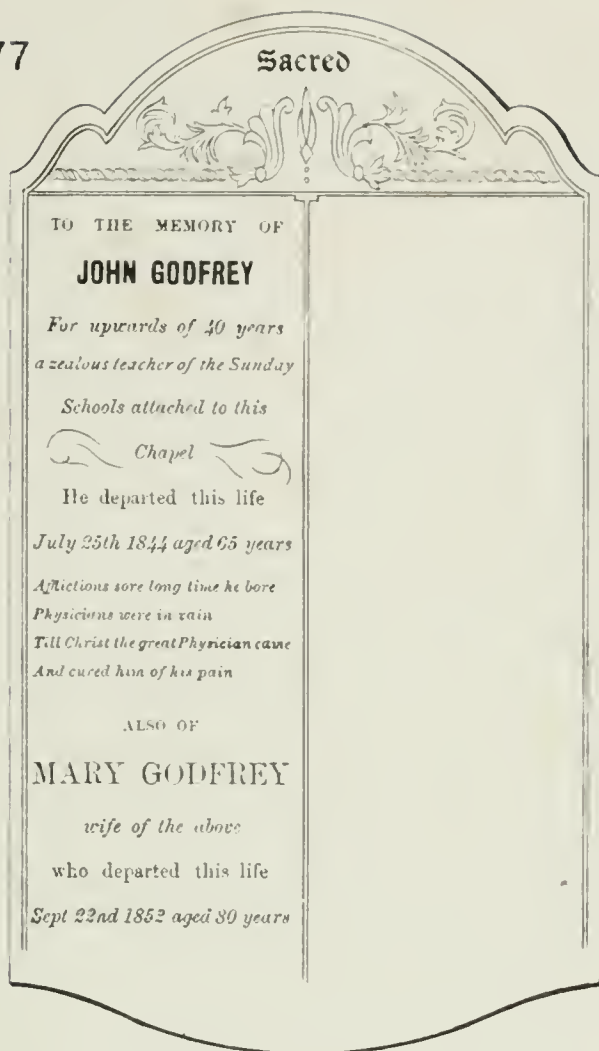 77
Sacred
TO THE MEMORY OF
JOHN GODFREY
For upwards of 40 years
a zealous teacher of the Sunday
Schools attached to this
Chapel
He departed this life
July 25th 1844 aged 65 years
Afflictions sore long time he bore
Physicians were in vain
Till Christ the great Physician came
And cured him of his pain
ALSO OF
MARY GODFREY
wife of the above
who departed this life
Sept 22nd 1852 aged 80 years